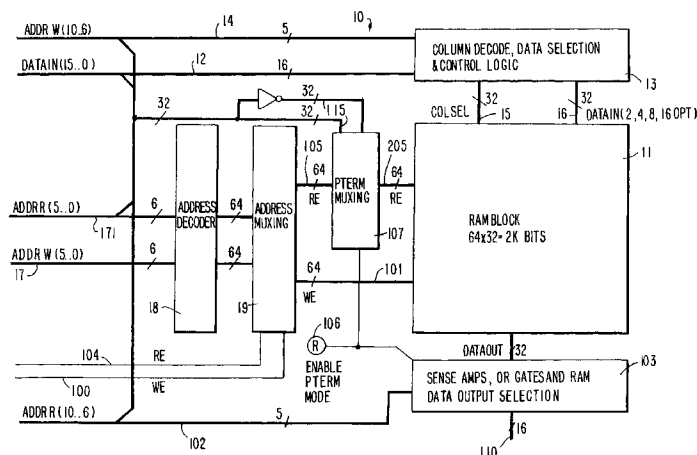 ADDRW(10..6)
14
5
10
DATAIN(15..0)
12
16
COLUMN DECODE, DATA SELECTION
& CONTROL LOGIC
13
32
32
32
32
115
COLSEL
32
15
32
16
DATAIN(2,4,8,16 OPT)
11
105
64
RE
PTERM
MUXING
107
205
64
RE
RAM BLOCK
64x32=2K BITS
ADDRR(5..0)
171
6
ADDRESS
DECODER
64
ADDRESS
MUXING
ADDRW(5..0)
17
6
64
18
19
64
WE
101
106
R
ENABLE
PTERM
MODE
104
RE
100
WE
DATAOUT
32
103
SENSE AMPS, OR GATES AND RAM
DATA OUTPUT SELECTION
ADDRR(10..6)
102
5
16
110